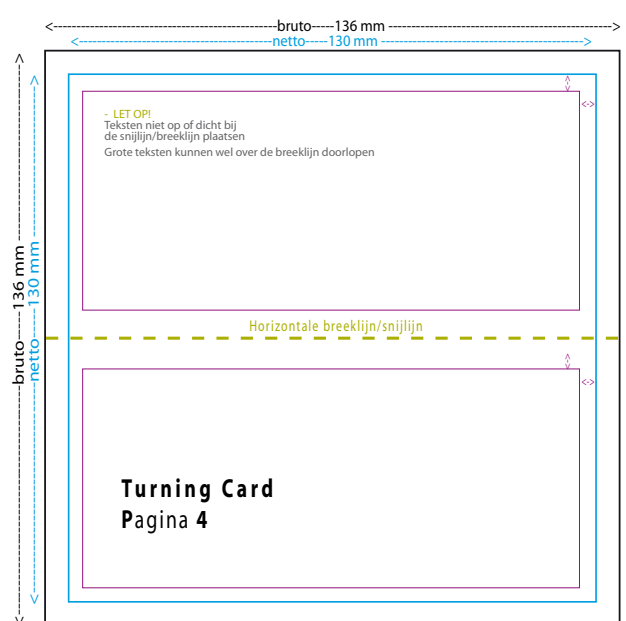 <-----bruto-----136 mm----->
<-----netto-----130 mm----->
<-----bruto-----136 mm----->
<-----netto-----130 mm----->
- LET OP!
Teksten niet op of dicht bij
de snijlijn/breeklijn plaatsen
Grote teksten kunnen wel over de breeklijn doorlopen
Horizontale breeklijn/snijlijn
Turning Card
Pagina 4